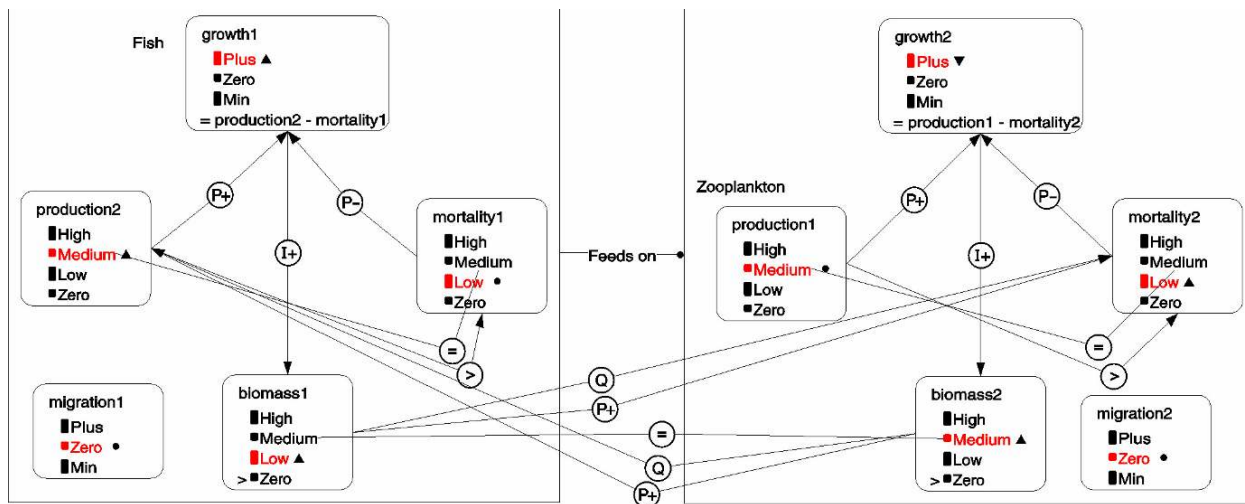 Fish
growth1
Plus
Zero
Min
= production2 - mortality1
growth2
Plus
Zero
Min
= production1 - mortality2
P+
P-
Zooplankton
P+
P-
production2
High
Medium
Low
Zero
I+
mortality1
High
Medium
Low
Zero
Feeds on
production1
High
Medium
Low
Zero
I+
mortality2
High
Medium
Low
Zero
=
>
=
>
migration1
Plus
Zero
Min
biomass1
High
Medium
Low
> Zero
Q
P+
=
Q
P+
biomass2
High
Medium
Low
> Zero
migration2
Plus
Zero
Min